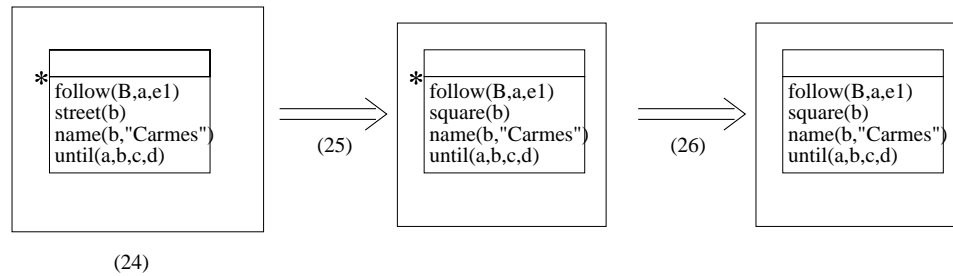 *
follow(B,a,e1)
street(b)
name(b,"Carmes")
until(a,b,c,d)
(24)
(25)
*
follow(B,a,e1)
square(b)
name(b,"Carmes")
until(a,b,c,d)
(26)
follow(B,a,e1)
square(b)
name(b,"Carmes")
until(a,b,c,d)